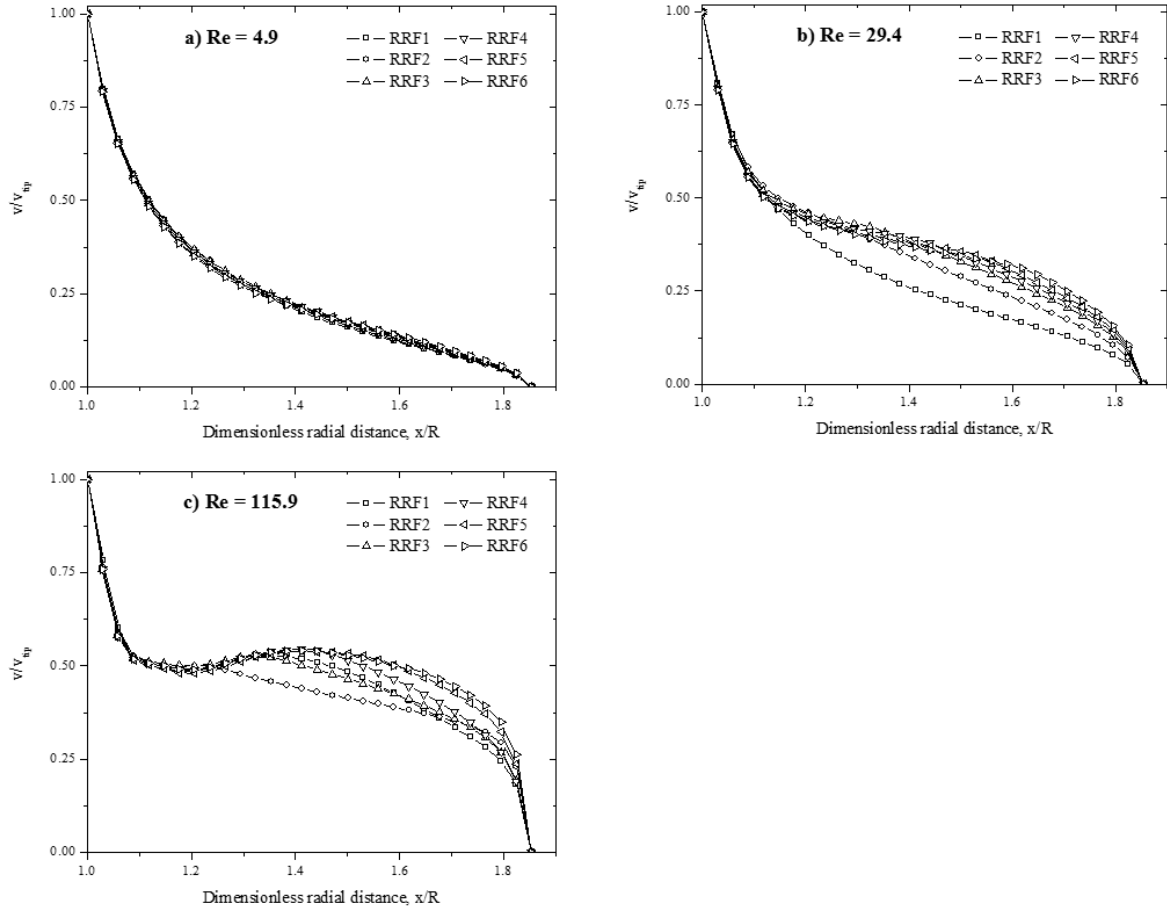 a) Re = 4.9
RRF1 RRF4
RRF2 RRF5
RRF3 RRF6
1.00
0.75
0.50
0.25
0.00
v/v_tip
1.0 1.2 1.4 1.6 1.8
Dimensionless radial distance, x/R
b) Re = 29.4
RRF1 RRF4
RRF2 RRF5
RRF3 RRF6
1.00
0.75
0.50
0.25
0.00
v/v_tip
1.0 1.2 1.4 1.6 1.8
Dimensionless radial distance, x/R
c) Re = 115.9
RRF1 RRF4
RRF2 RRF5
RRF3 RRF6
1.00
0.75
0.50
0.25
0.00
v/v_tip
1.0 1.2 1.4 1.6 1.8
Dimensionless radial distance, x/R